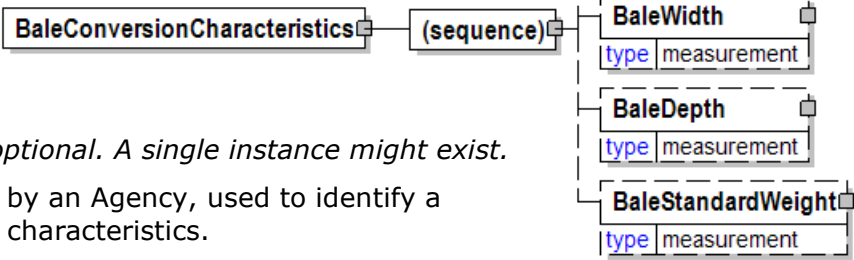 BaleConversionCharacteristics
(sequence)
BaleWidth
type measurement
BaleDepth
type measurement
BaleStandardWeight
type measurement
optional. A single instance might exist.
by an Agency, used to identify a
characteristics.